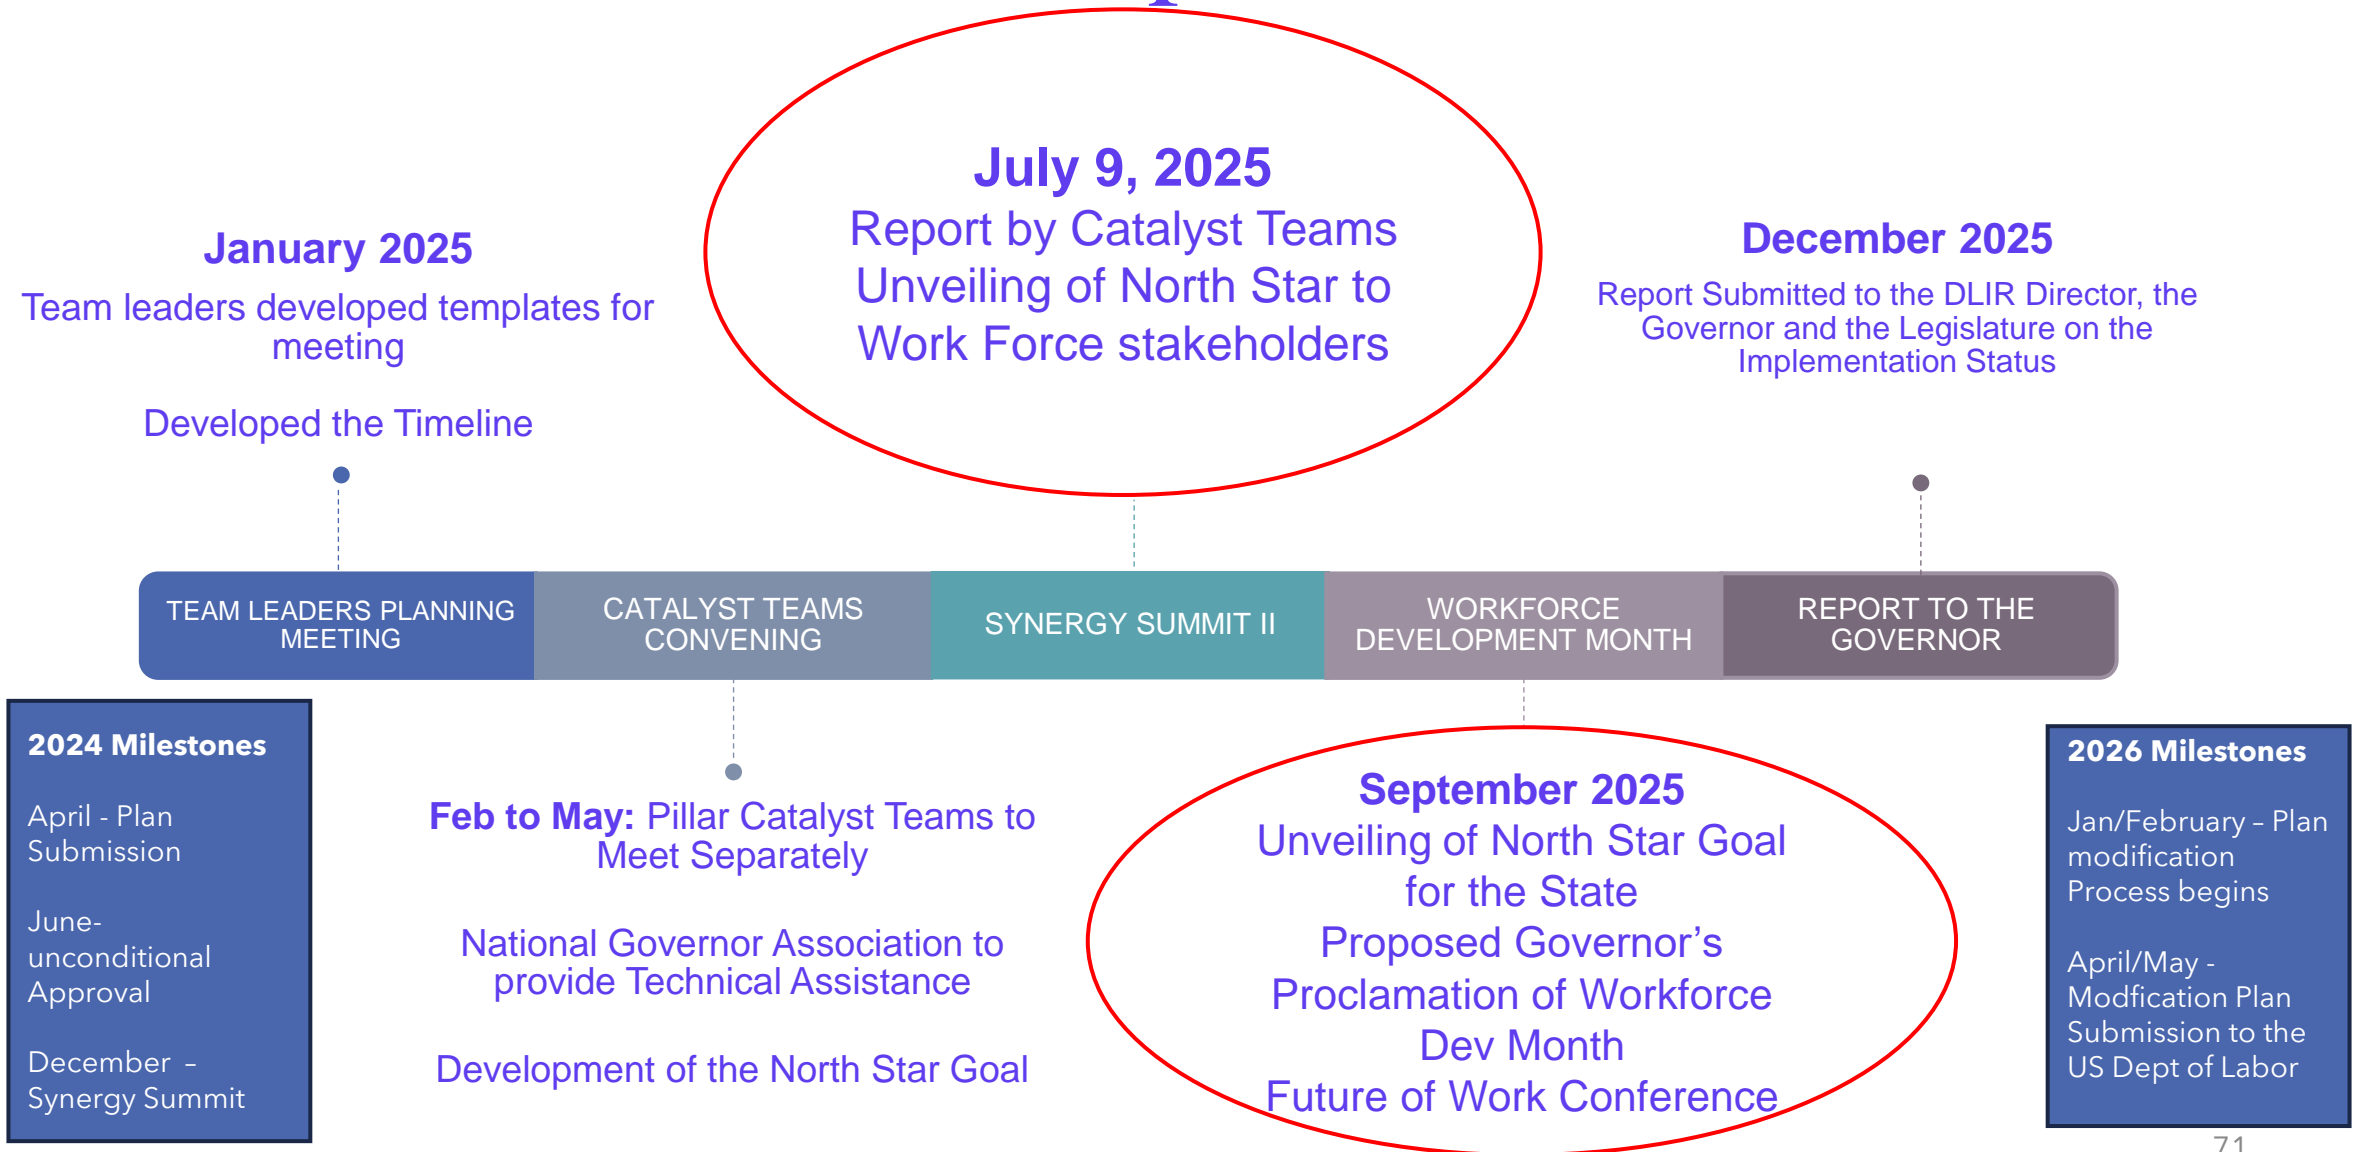 January 2025
Team leaders developed templates for
meeting
Developed the Timeline
July 9, 2025
Report by Catalyst Teams
Unveiling of North Star to
Work Force stakeholders
December 2025
Report Submitted to the DLIR Director, the
Governor and the Legislature on the
Implementation Status
TEAM LEADERS PLANNING
MEETING
CATALYST TEAMS
CONVENING
SYNERGY SUMMIT II
WORKFORCE
DEVELOPMENT MONTH
REPORT TO THE
GOVERNOR
2024 Milestones
April - Plan
Submission
June-
unconditional
Approval
December –
Synergy Summit
Feb to May: Pillar Catalyst Teams to
Meet Separately
National Governor Association to
provide Technical Assistance
Development of the North Star Goal
September 2025
Unveiling of North Star Goal
for the State
Proposed Governor’s
Proclamation of Workforce
Dev Month
Future of Work Conference
2026 Milestones
Jan/February – Plan
modification
Process begins
April/May -
Modfication Plan
Submission to the
US Dept of Labor
71